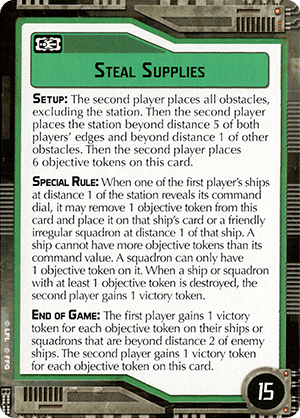 STEAL SUPPLIES
SETUP: The second player places all obstacles,
excluding the station. Then the second player
places the station beyond distance 5 of both
players' edges and beyond distance 1 of other
obstacles. Then the second player places
6 objective tokens on this card.
SPECIAL RULE: When one of the first player's ships
at distance 1 of the station reveals its command
dial, it may remove 1 objective token from this
card and place it on that ship's card or a friendly
irregular squadron at distance 1 of that ship. A
ship cannot have more objective tokens than its
command value. A squadron can only have
1 objective token on it. When a ship or squadron
with at least 1 objective token is destroyed, the
second player gains 1 victory token.
END OF GAME: The first player gains 1 victory
token for each objective token on their ships or
squadrons that are beyond distance 2 of enemy
ships. The second player gains 1 victory token
for each objective token on this card.
© LFL © FFG
15